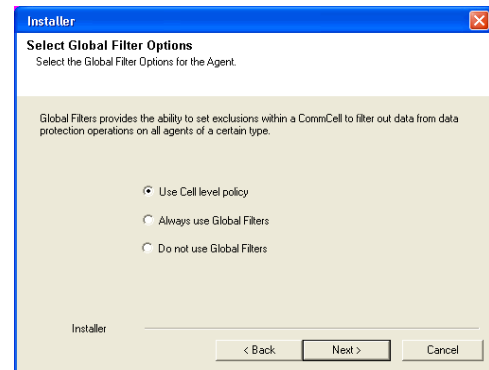 Installer
Select Global Filter Options
Select the Global Filter Options for the Agent.
Global Filters provides the ability to set exclusions within a CommCell to filter out data from data
protection operations on all agents of a certain type.
Use Cell level policy
Always use Global Filters
Do not use Global Filters
Installer
< Back
Next >
Cancel